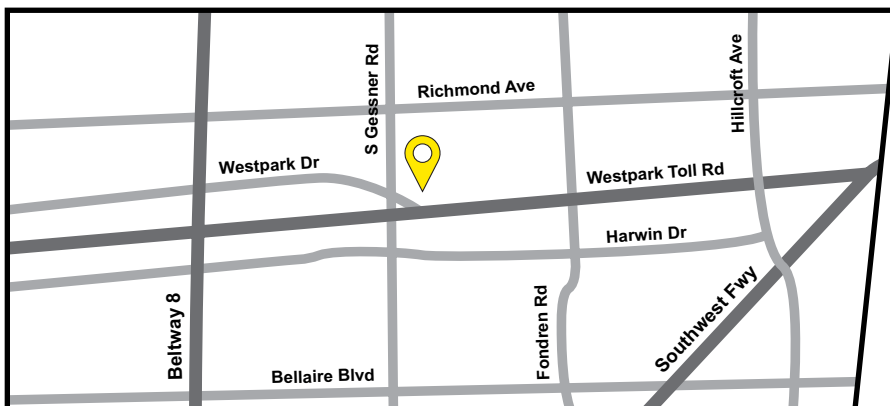 S Gessner Rd
Richmond Ave
Hillcroft Ave
Westpark Dr
Westpark Toll Rd
Harwin Dr
Beltway 8
Fondren Rd
Southwest Fwy
Bellaire Blvd